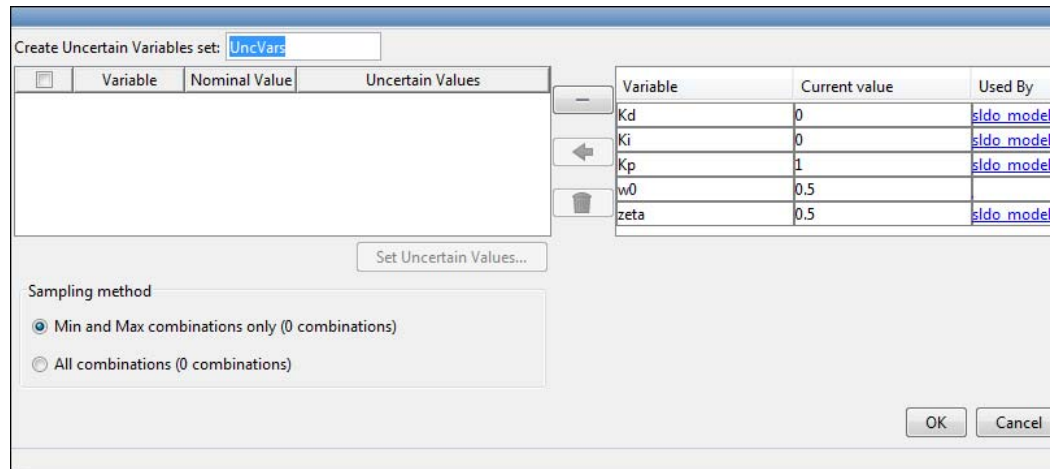 Create Uncertain Variables set: UncVars
Variable Nominal Value Uncertain Values
Variable Current value Used By
Kd 0 sldo_model
Ki 0 sldo_model
Kp 1 sldo_model
w0 0.5
zeta 0.5 sldo_model
Set Uncertain Values...
Sampling method
Min and Max combinations only (0 combinations)
All combinations (0 combinations)
OK Cancel